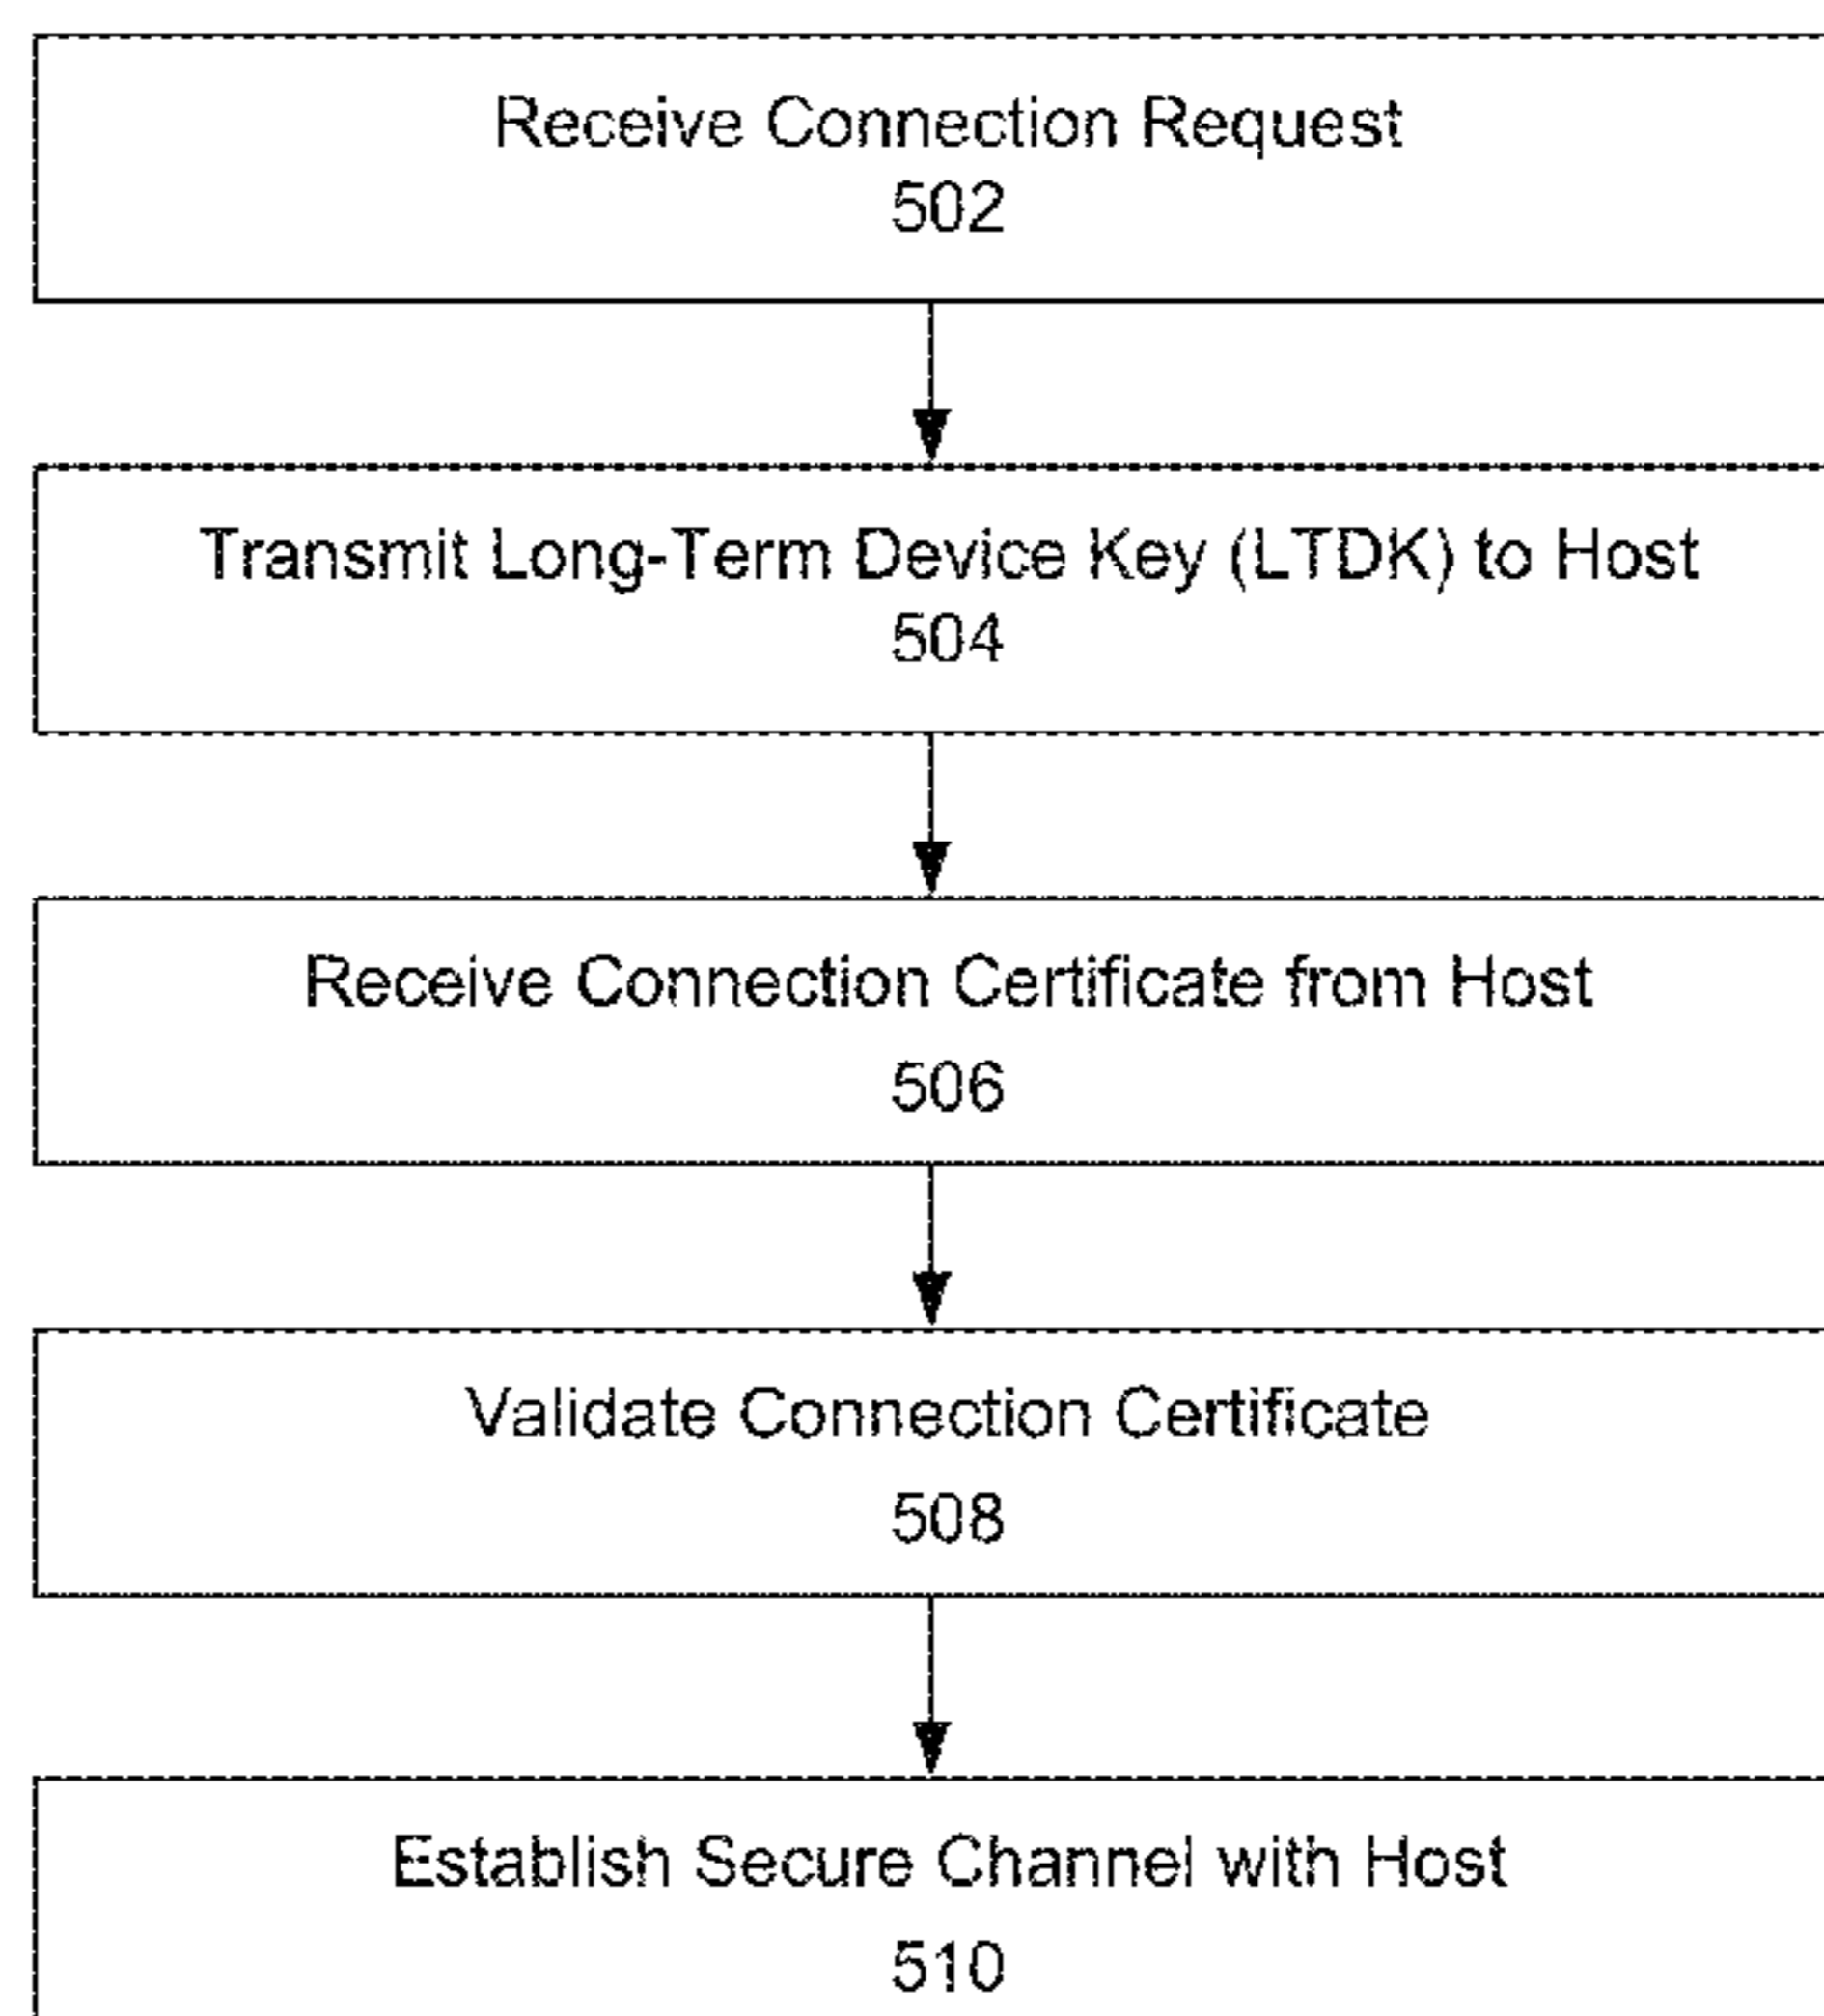 Receive Connection Request
502
Transmit Long-Term Device Key (LTDK) to Host
504
Receive Connection Certificate from Host
506
Validate Connection Certificate
508
Establish Secure Channel with Host
510